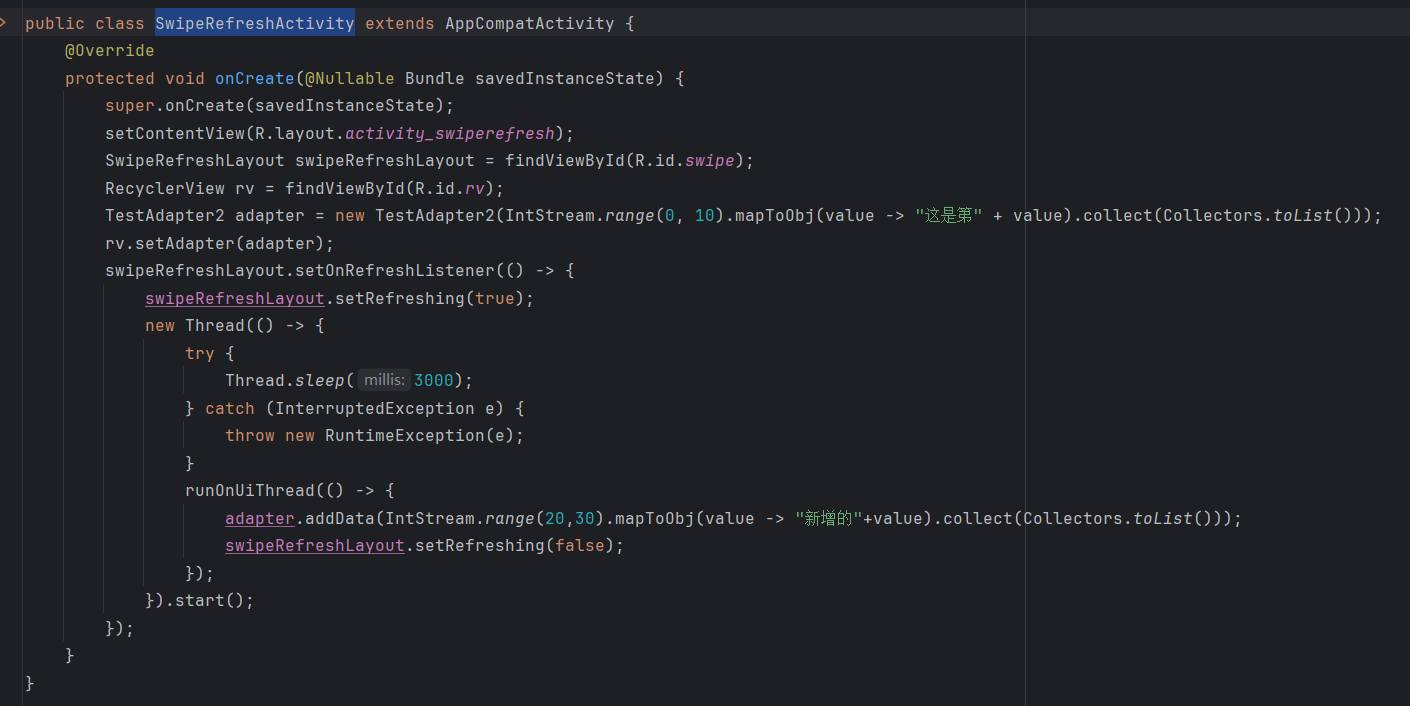 public class SwipeRefreshActivity extends AppCompatActivity {
    @Override
    protected void onCreate(@Nullable Bundle savedInstanceState) {
        super.onCreate(savedInstanceState);
        setContentView(R.layout.activity_swiperefresh);
        SwipeRefreshLayout swipeRefreshLayout = findViewById(R.id.swipe);
        RecyclerView rv = findViewById(R.id.rv);
        TestAdapter2 adapter = new TestAdapter2(IntStream.range(0, 10).mapToObj(value -> "这是第" + value).collect(Collectors.toList()));
        rv.setAdapter(adapter);
        swipeRefreshLayout.setOnRefreshListener(() -> {
            swipeRefreshLayout.setRefreshing(true);
            new Thread(() -> {
                try {
                    Thread.sleep( millis: 3000);
                } catch (InterruptedException e) {
                    throw new RuntimeException(e);
                }
                runOnUiThread(() -> {
                    adapter.addData(IntStream.range(20,30).mapToObj(value -> "新增的"+value).collect(Collectors.toList()));
                    swipeRefreshLayout.setRefreshing(false);
                });
            }).start();
        });
    }
}